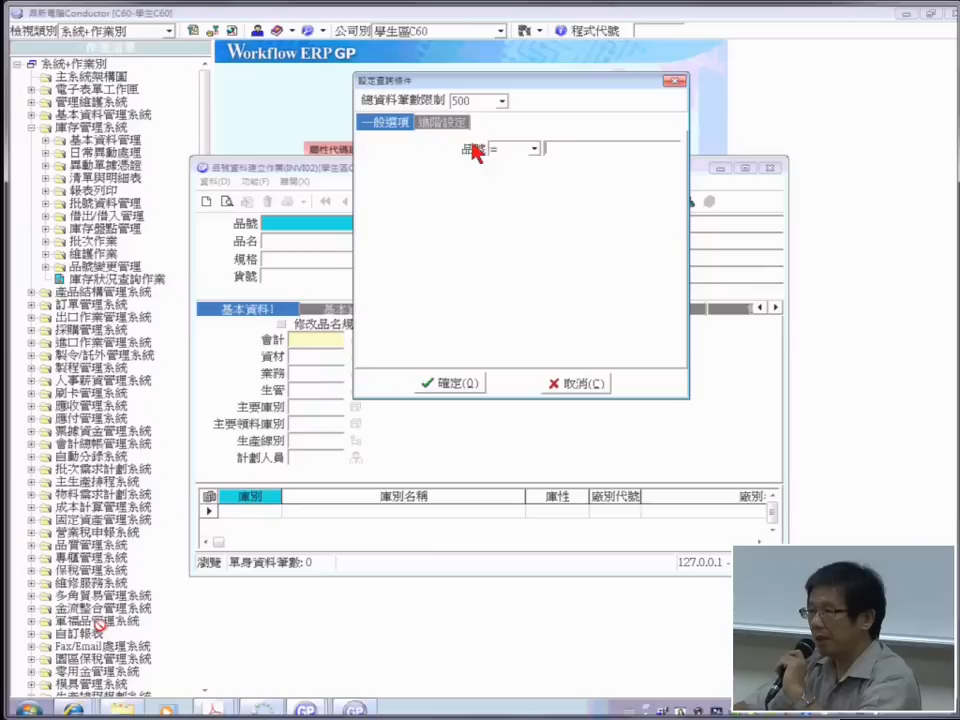 鼎新電腦Conductor [C60-學生C60]
檢視類別 系統+作業別
公司別 學生區C60
程式代號
作業清單
Workflow ERP GP
系統+作業別
主系統架構圖
電子表單工作匣
管理維護系統
基本資料管理系統
庫存管理系統
基本資料管理
日常異動處理
異動單據憑證
清單與明細表
報表列印
批號資料管理
借出/借入管理
庫存盤點管理
批次作業
維護作業
品號變更管理
庫存狀況查詢作業
產品結構管理系統
訂單管理系統
出口作業管理系統
採購管理系統
進口作業管理系統
製令/託外管理系統
製程管理系統
人事薪資管理系統
刷卡管理系統
應收管理系統
應付管理系統
票據資金管理系統
會計總帳管理系統
自動分錄系統
批次需求計劃系統
主生產排程系統
物料需求計劃系統
成本計算管理系統
固定資產管理系統
營業稅申報系統
品質管理系統
專櫃管理系統
保稅管理系統
維修服務系統
多角貿易管理系統
金流整合管理系統
軍福品管理系統
自訂報表
Fax/Email處理系統
園區保稅管理系統
零用金管理系統
模具管理系統
設定查詢條件
總資料筆數限制 500
一般選項 進階設定
品號 =
確定(O) 取消(C)
品號資料建立作業(INVI02)[學生區C
資料(D) 功能(F) 離開(X)
品號
品名
規格
貨號
基本資料1 基本
修改品名規
會計
資材
業務
生管
主要庫別
主要領料庫別
生產線別
計劃人員
庫別 庫別名稱 庫性 廠別代號 廠別
瀏覽 單身資料筆數: 0 127.0.0.1 -